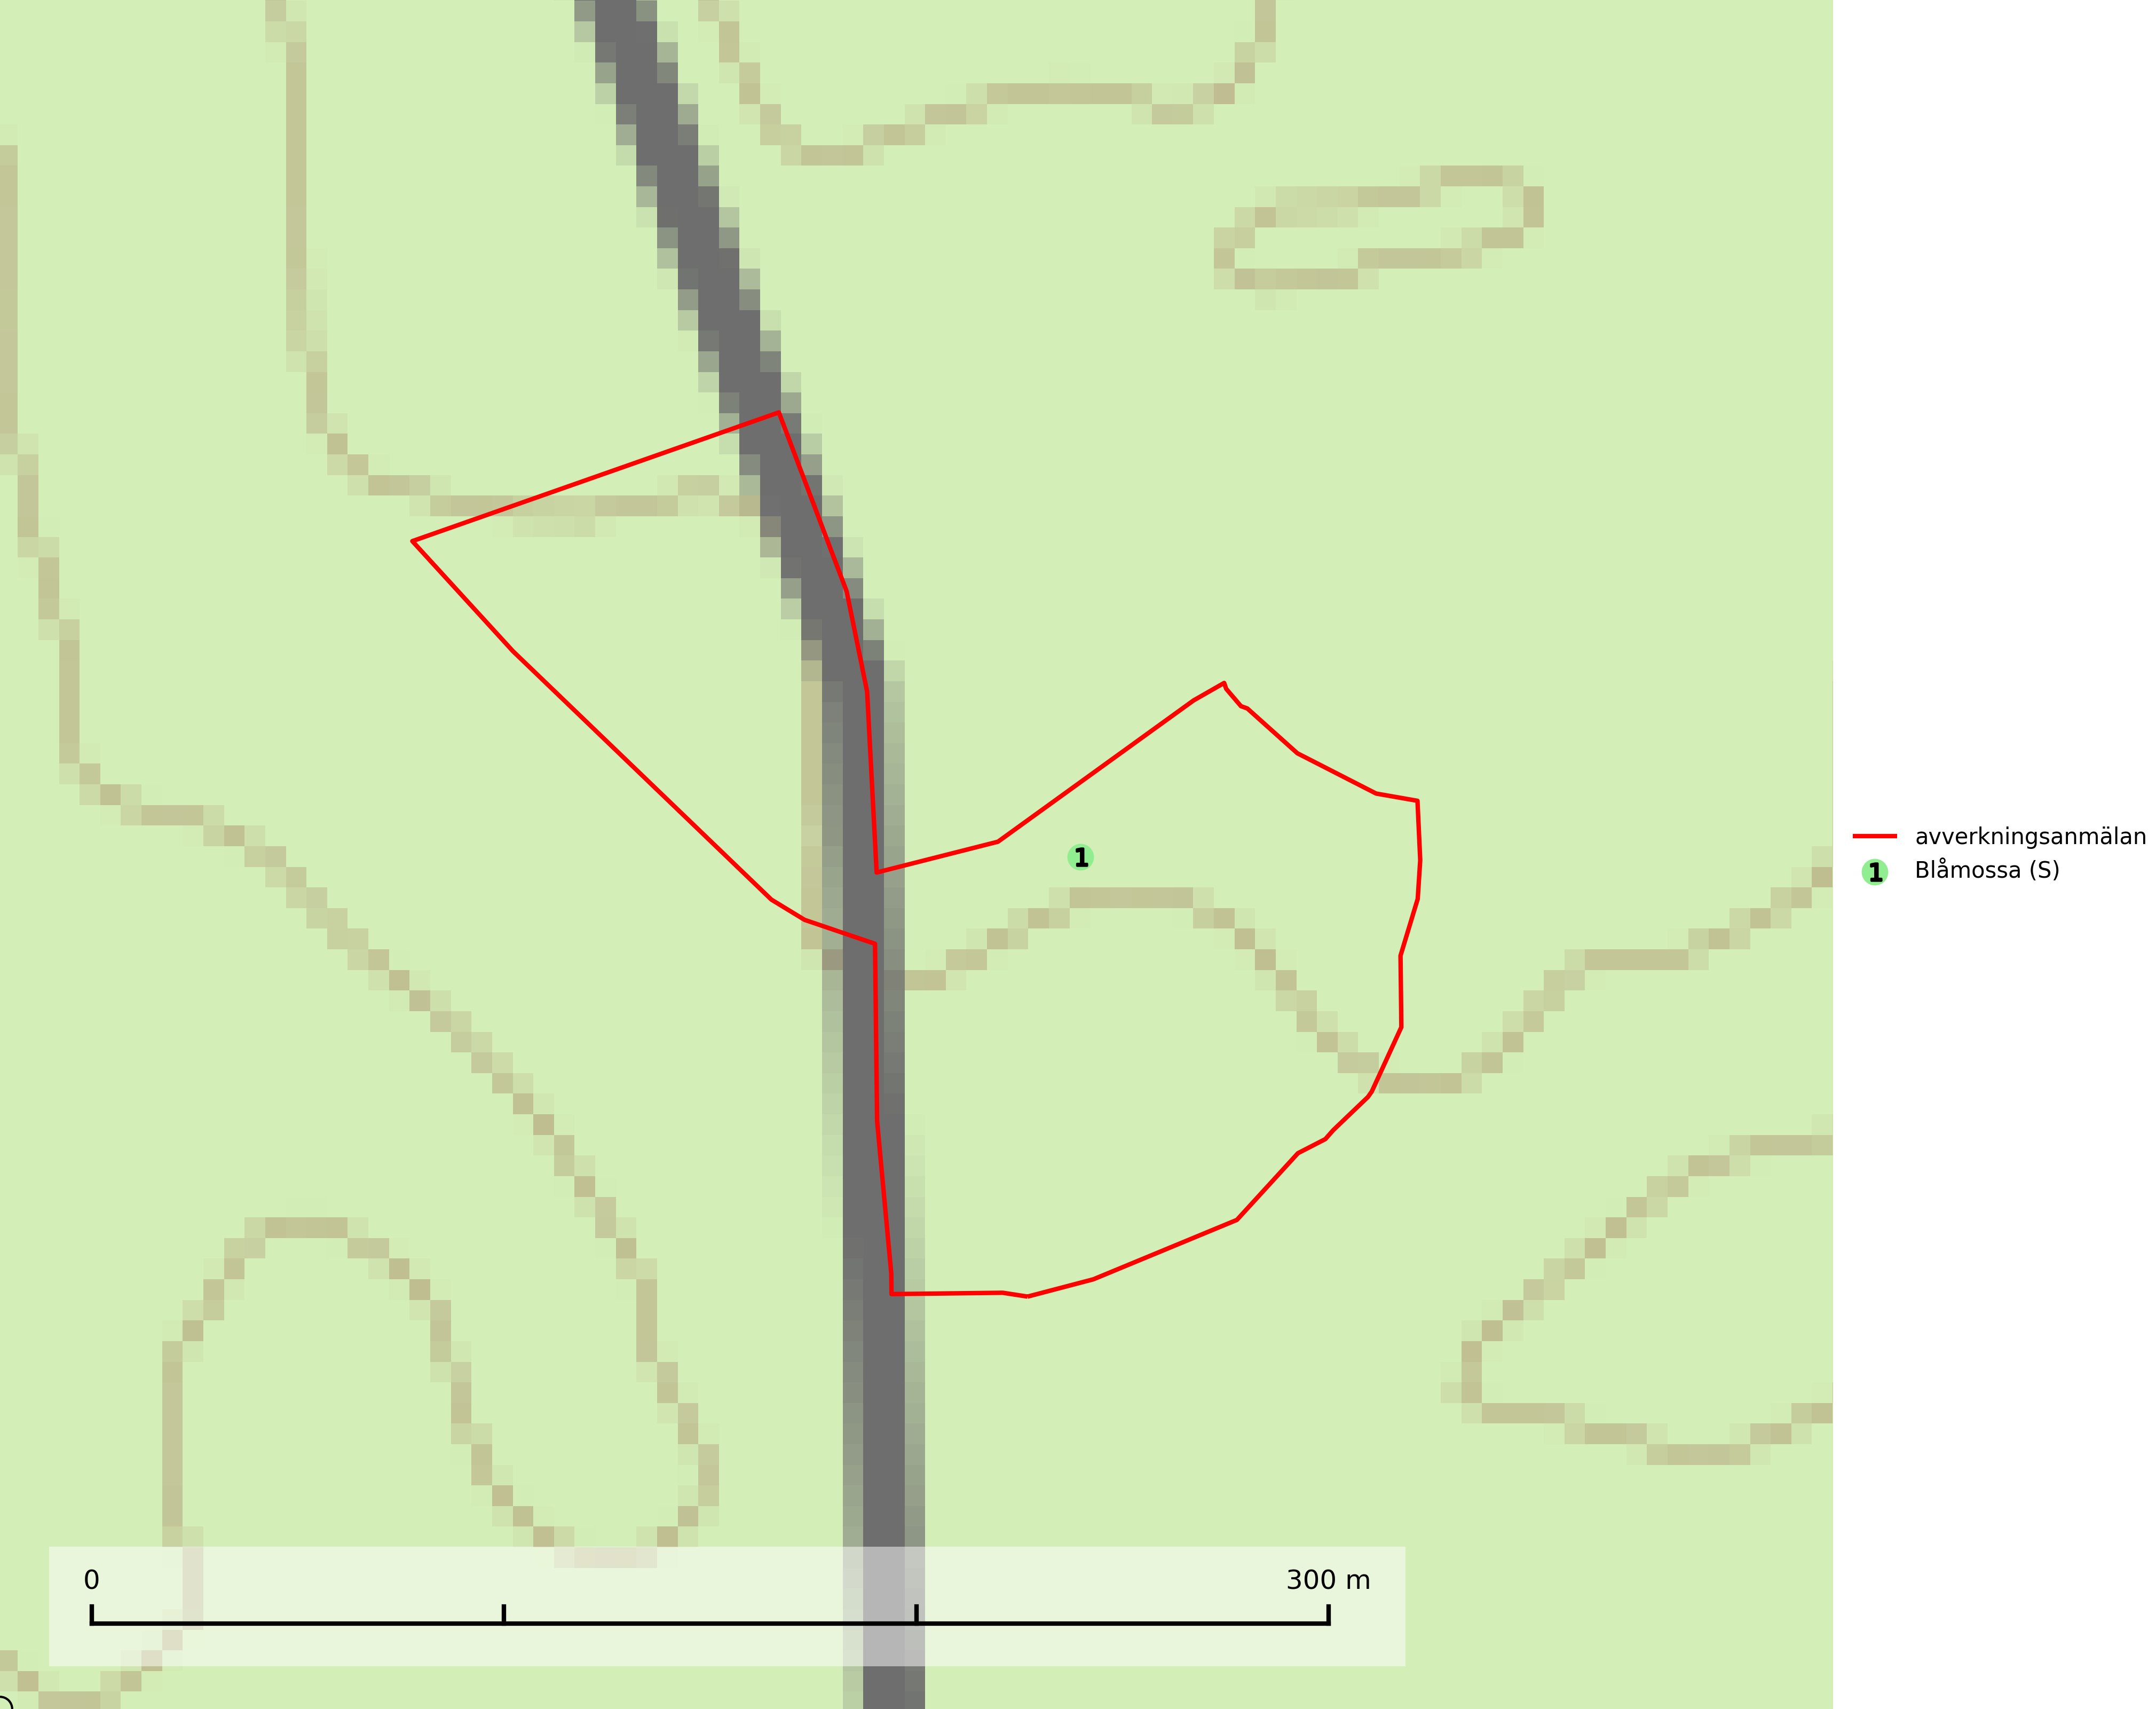 1
avverkningsanmälan
1 Blåmossa (S)
0 300 m